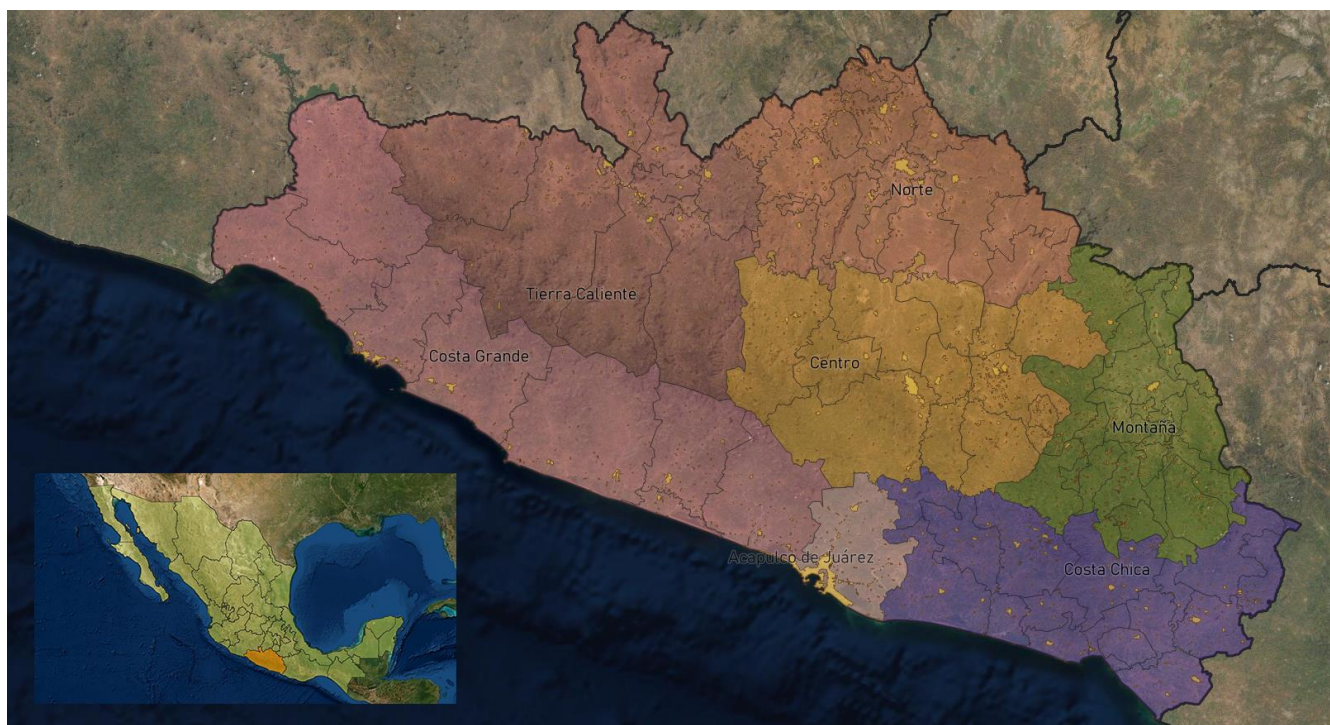 Norte
Tierra Caliente
Costa Grande
Centro
Montaña
Acapulco de Juárez
Costa Chica